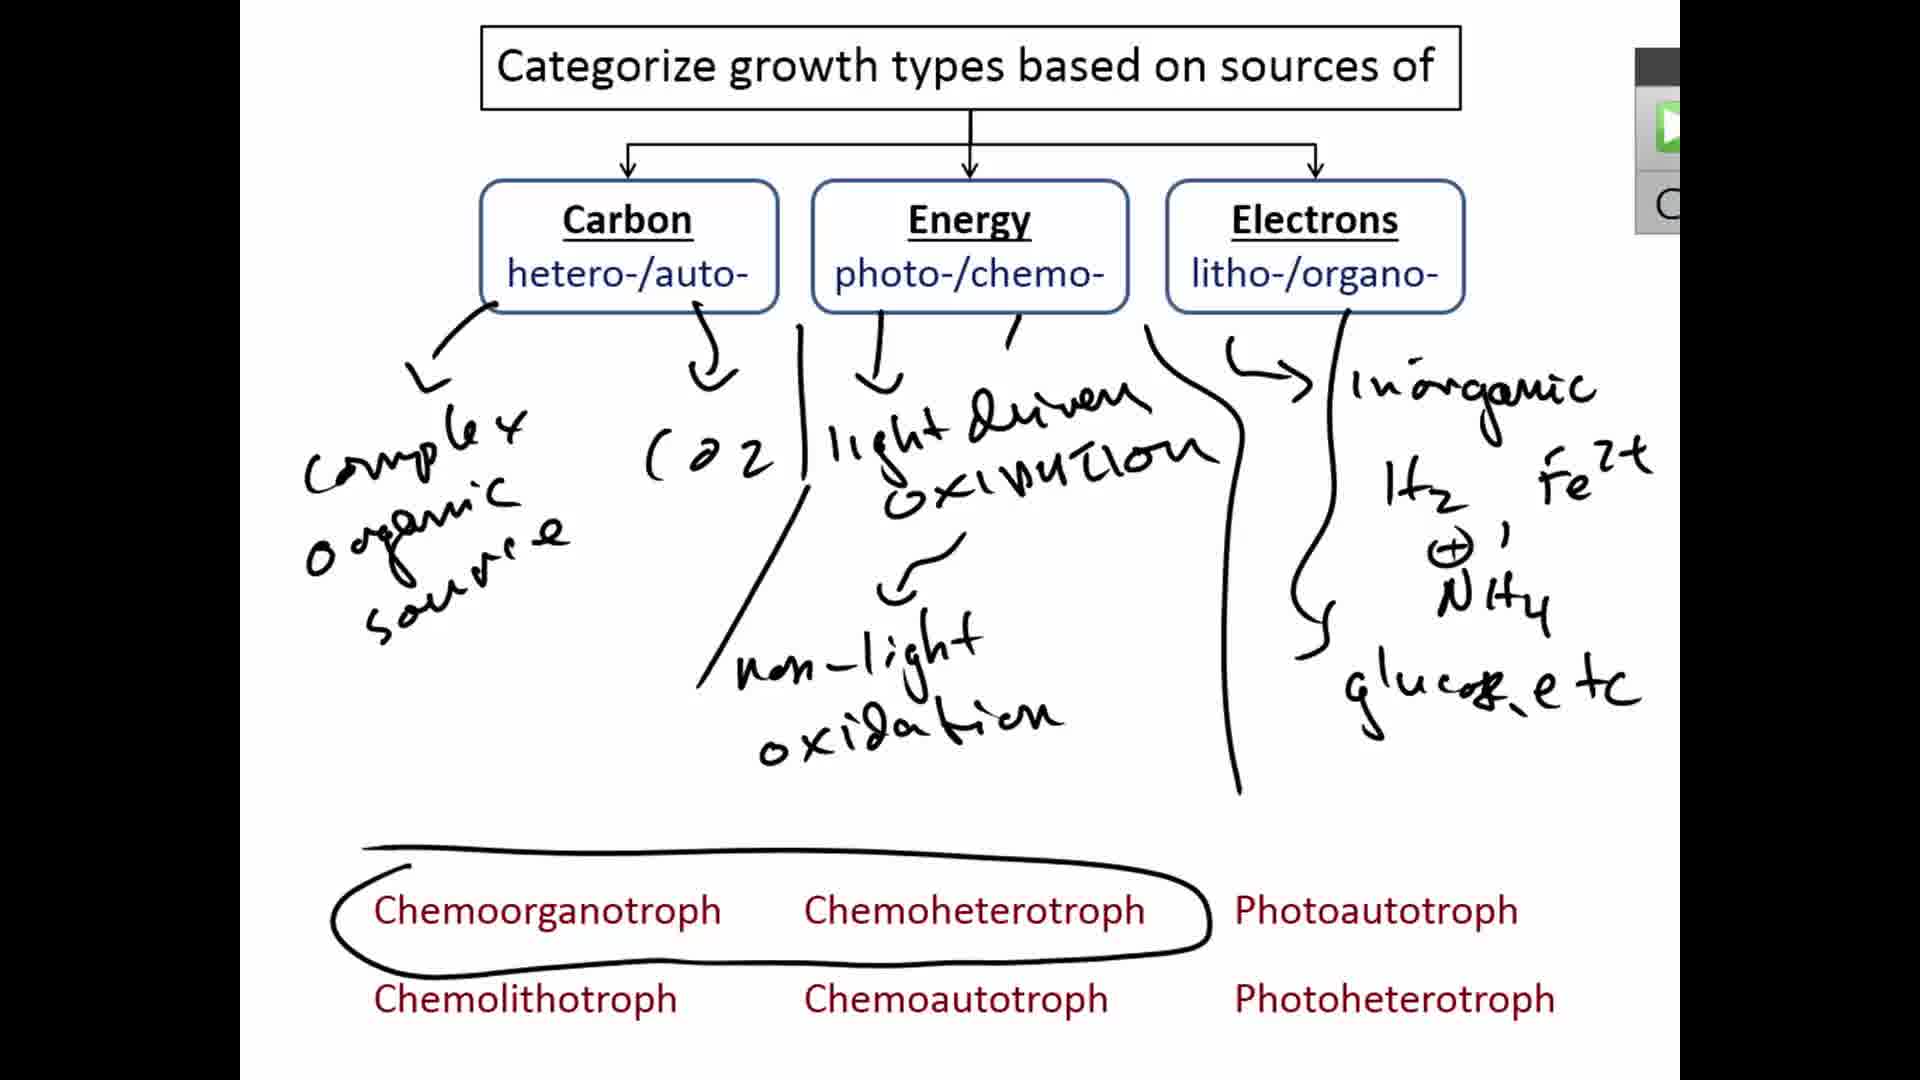 Categorize growth types based on sources of
Carbon
hetero-/auto-
Energy
photo-/chemo-
Electrons
litho-/organo-
complex
organic
source
CO2
light driven
oxidation
non-light
oxidation
inorganic
H2 Fe2+
⊕
NH4
glucose, etc
Chemoorganotroph Chemoheterotroph Photoautotroph
Chemolithotroph Chemoautotroph Photoheterotroph